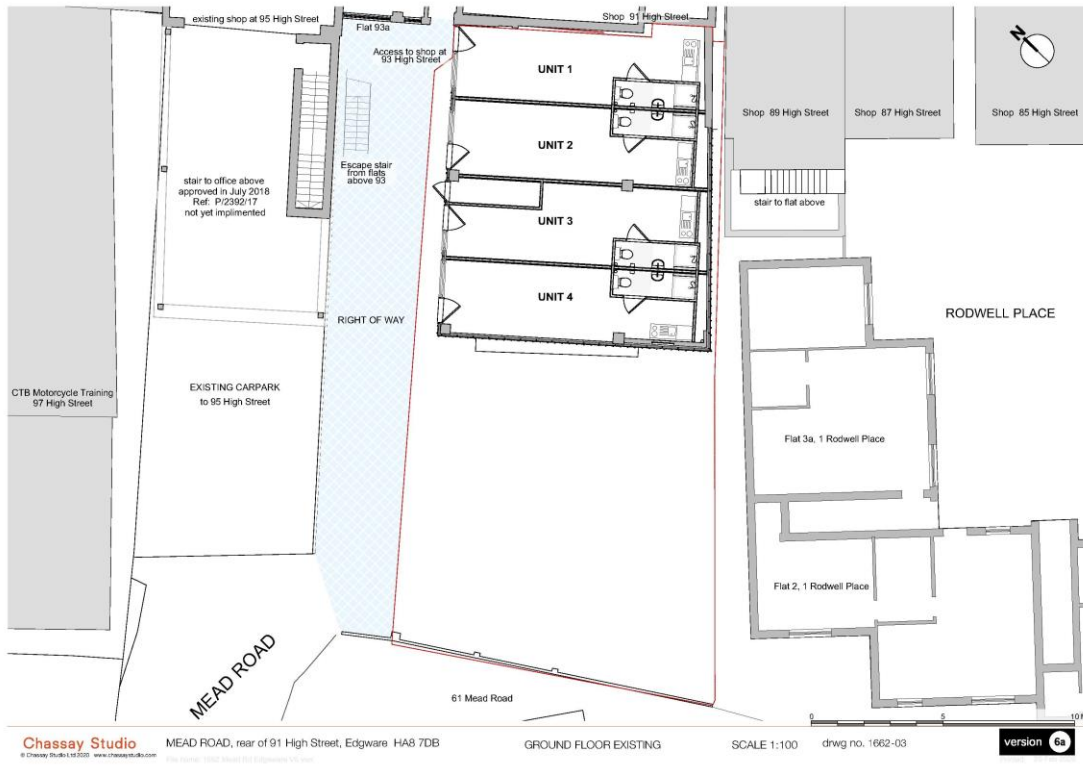 existing shop at 95 High Street
Flat 93a
Shop 91 High Street
Access to shop at
93 High Street
UNIT 1
N
Shop 89 High Street
Shop 87 High Street
Shop 85 High Street
UNIT 2
Escape stair
from flats
above 93
stair to office above
approved in July 2018
Ref: P/2392/17
not yet implimented
stair to flat above
UNIT 3
UNIT 4
RIGHT OF WAY
RODWELL PLACE
EXISTING CARPARK
to 95 High Street
CTB Motorcycle Training
97 High Street
Flat 3a, 1 Rodwell Place
Flat 2, 1 Rodwell Place
MEAD ROAD
61 Mead Road
0 5 10
Chassay Studio
© Chassay Studio Ltd 2020 www.chassaystudio.com
MEAD ROAD, rear of 91 High Street, Edgware HA8 7DB
GROUND FLOOR EXISTING
SCALE 1:100
drwg no. 1662-03
version 6a